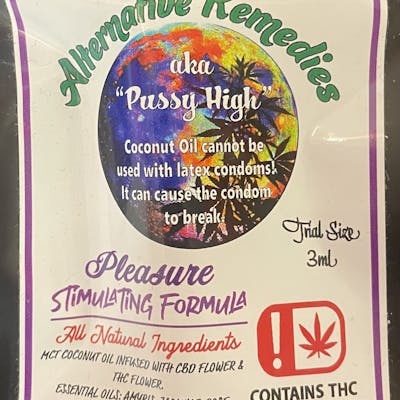 Alternative Remedies
aka
"Pussy High"
Coconut Oil cannot be
used with latex condoms!
It can cause the condom
to break.
Trial Size
3ml
Pleasure
STIMULATING FORMULA
All Natural Ingredients
MCT COCONUT OIL INFUSED WITH CBD FLOWER &
THC FLOWER.
ESSENTIAL OILS: AMYRIS,
!
CONTAINS THC